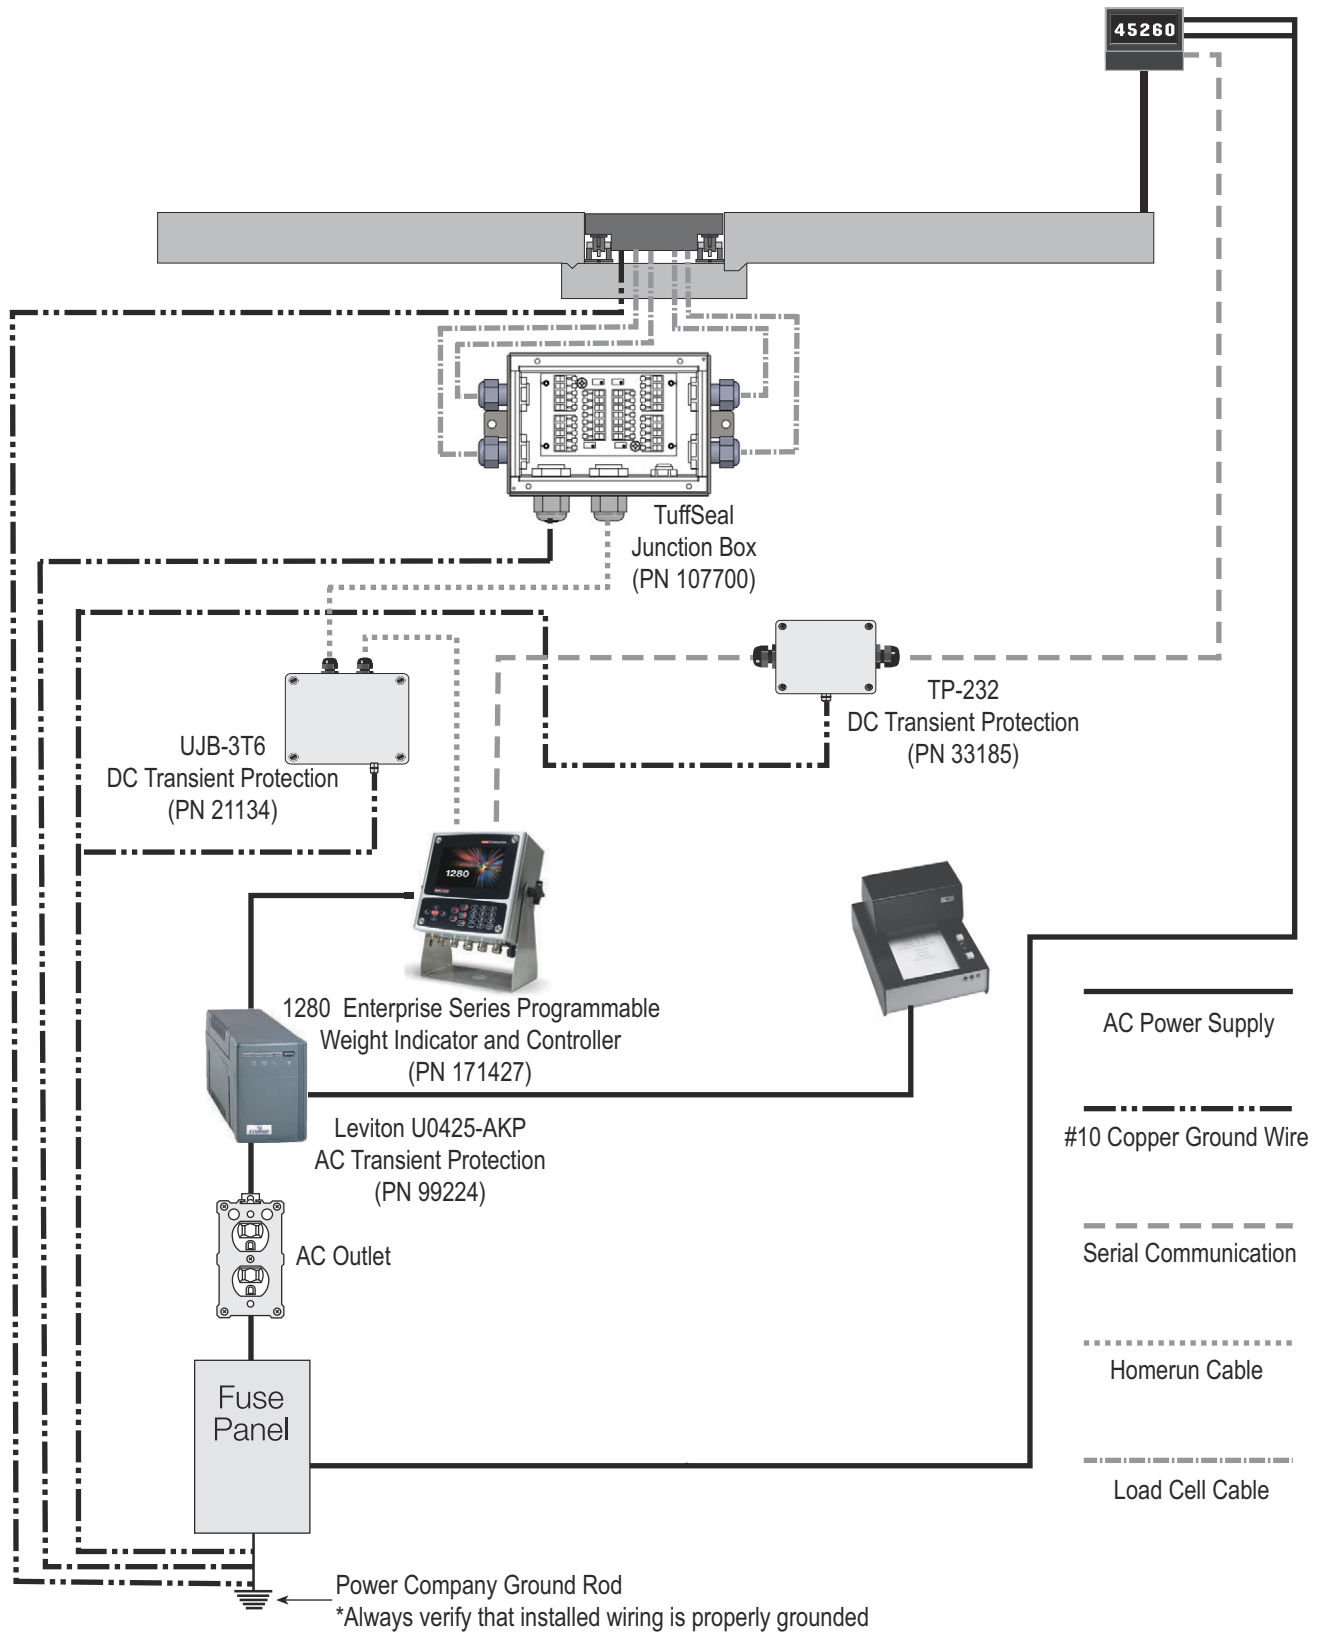 45260
TuffSeal
Junction Box
(PN 107700)
TP-232
DC Transient Protection
(PN 33185)
UJB-3T6
DC Transient Protection
(PN 21134)
1280
1280 Enterprise Series Programmable
Weight Indicator and Controller
(PN 171427)
AC Power Supply
Leviton U0425-AKP
AC Transient Protection
(PN 99224)
#10 Copper Ground Wire
AC Outlet
Serial Communication
Homerun Cable
Fuse
Panel
Load Cell Cable
Power Company Ground Rod
*Always verify that installed wiring is properly grounded